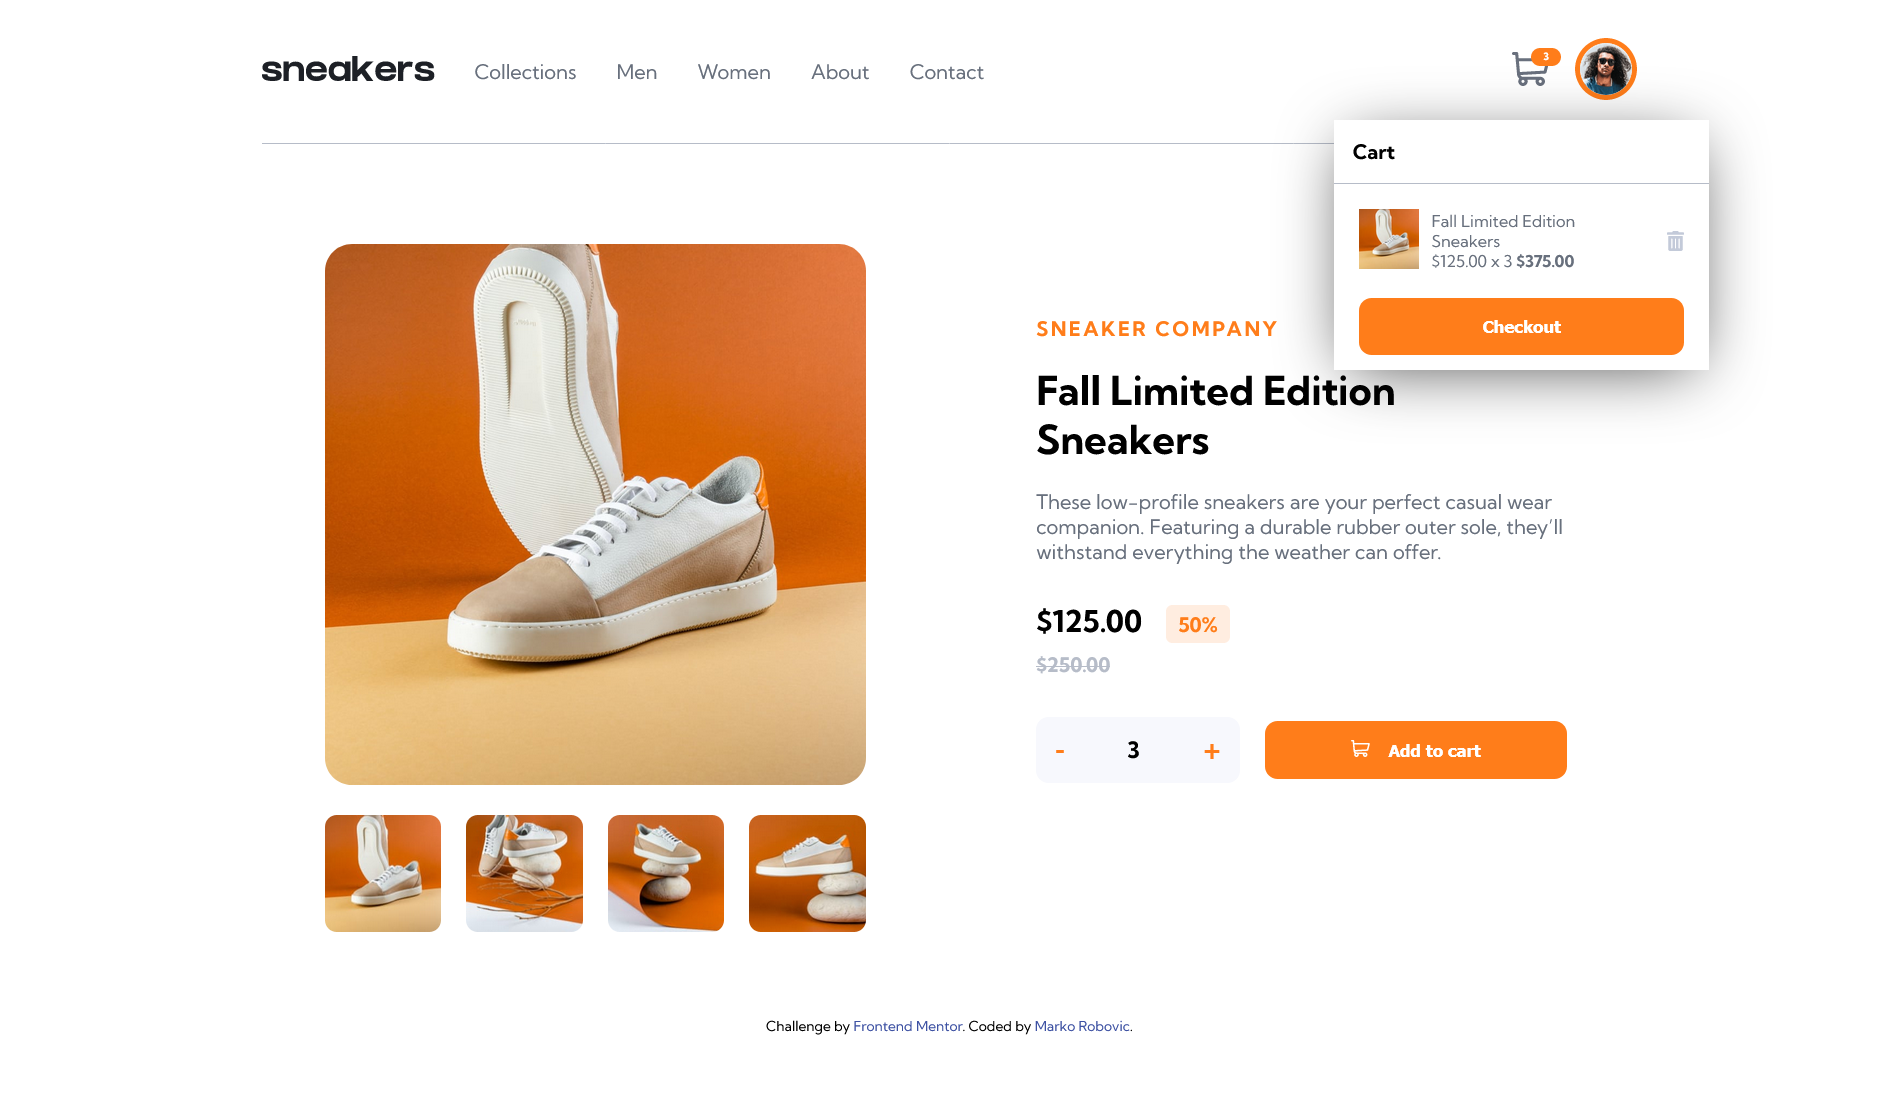 sneakers
Collections
Men
Women
About
Contact
3
Cart
Fall Limited Edition
Sneakers
$125.00 x 3 $375.00
Checkout
SNEAKER COMPANY
Fall Limited Edition
Sneakers
These low-profile sneakers are your perfect casual wear
companion. Featuring a durable rubber outer sole, they’ll
withstand everything the weather can offer.
$125.00
50%
$250.00
-
3
+
Add to cart
Challenge by Frontend Mentor. Coded by Marko Robovic.